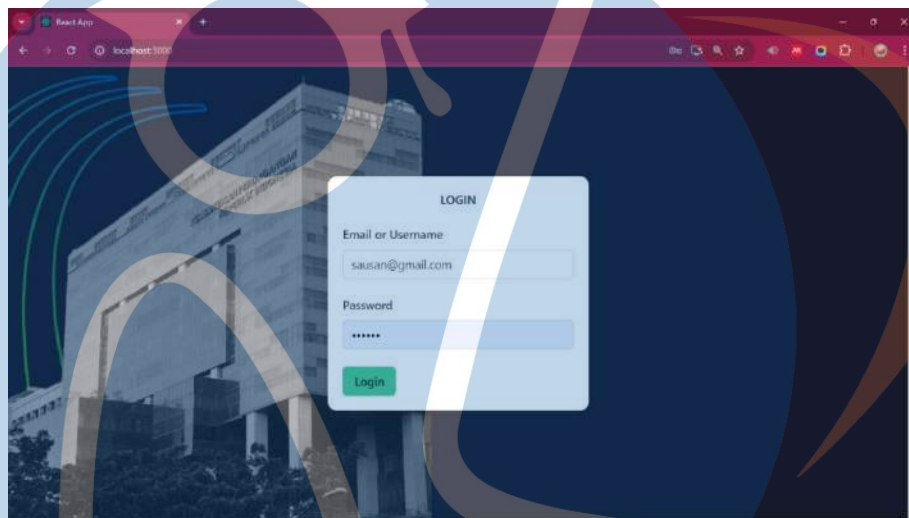 React App
localhost:3000
LOGIN
Email or Username
sausan@gmail.com
Password
••••••
Login